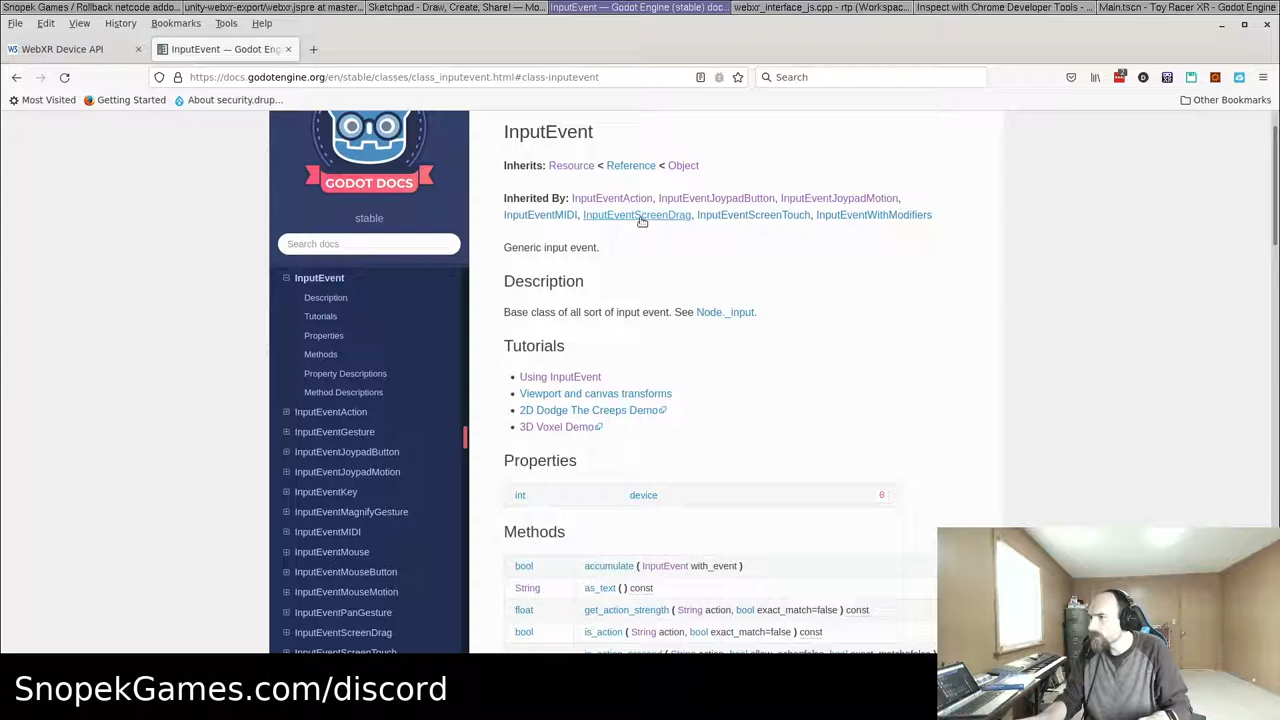 Snopek Games / Rollback netcode addo...
unity-webxr-export/webxr.jspre at master...
Sketchpad - Draw, Create, Share! — Mo...
InputEvent — Godot Engine (stable) doc...
webxr_interface_js.cpp - rtp (Workspac...
Inspect with Chrome Developer Tools - ...
Main.tscn - Toy Racer XR - Godot Engine
File Edit View History Bookmarks Tools Help
WebXR Device API
InputEvent — Godot Eng
https://docs.godotengine.org/en/stable/classes/class_inputevent.html#class-inputevent
Search
Most Visited Getting Started About security.drup... Other Bookmarks
GODOT DOCS
stable
Search docs
InputEvent
Description
Tutorials
Properties
Methods
Property Descriptions
Method Descriptions
InputEventAction
InputEventGesture
InputEventJoypadButton
InputEventJoypadMotion
InputEventKey
InputEventMagnifyGesture
InputEventMIDI
InputEventMouse
InputEventMouseButton
InputEventMouseMotion
InputEventPanGesture
InputEventScreenDrag
InputEventScreenTouch
InputEvent
Inherits: Resource < Reference < Object
Inherited By: InputEventAction, InputEventJoypadButton, InputEventJoypadMotion,
InputEventMIDI, InputEventScreenDrag, InputEventScreenTouch, InputEventWithModifiers
Generic input event.
Description
Base class of all sort of input event. See Node._input.
Tutorials
• Using InputEvent
• Viewport and canvas transforms
• 2D Dodge The Creeps Demo
• 3D Voxel Demo
Properties
int device 0
Methods
bool accumulate ( InputEvent with_event )
String as_text ( ) const
float get_action_strength ( String action, bool exact_match=false ) const
bool is_action ( String action, bool exact_match=false ) const
SnopekGames.com/discord